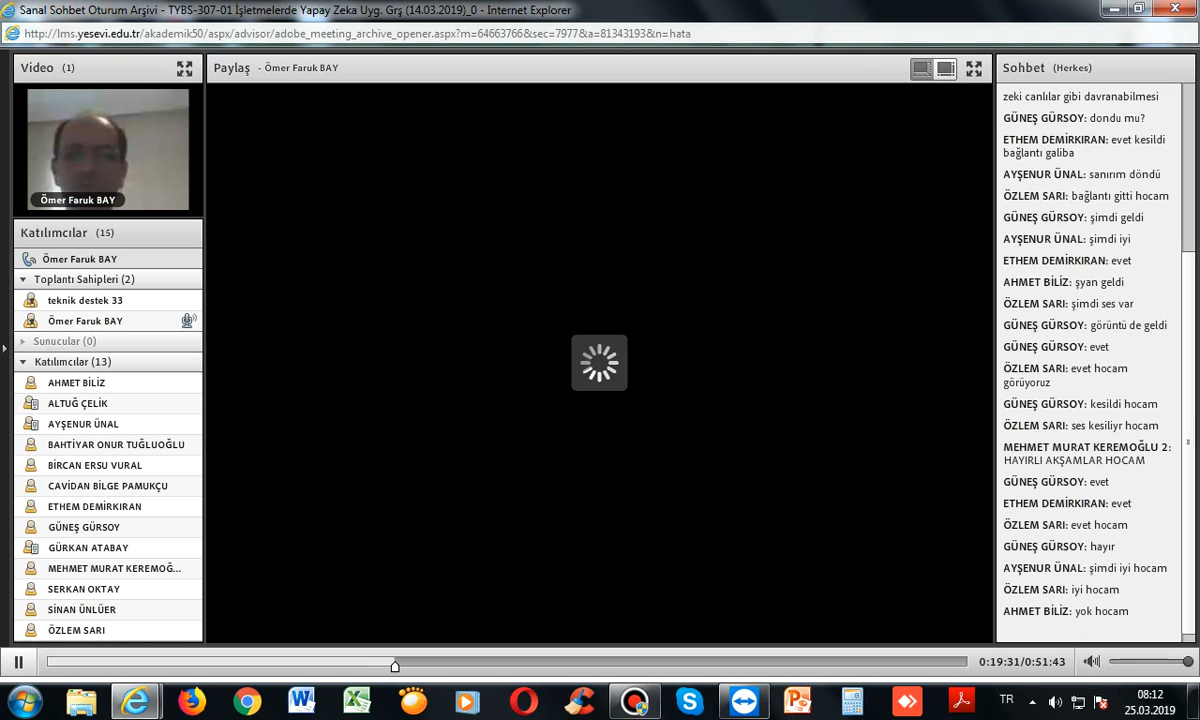 Sanal Sohbet Oturum Arşivi - TYBS-307-01 İşletmelerde Yapay Zeka Uyg. Grş (14.03.2019)_0 - Internet Explorer
http://lms.yesevi.edu.tr/akademik50/aspx/advisor/adobe_meeting_archive_opener.aspx?m=64663766&sec=7977&a=81343193&n=hata
Video (1)
Ömer Faruk BAY
Katılımcılar (15)
Ömer Faruk BAY
Toplantı Sahipleri (2)
teknik destek 33
Ömer Faruk BAY
Sunucular (0)
Katılımcılar (13)
AHMET BİLİZ
ALTUĞ ÇELİK
AYŞENUR ÜNAL
BAHTİYAR ONUR TUĞLUOĞLU
BİRCAN ERSU VURAL
CAVİDAN BİLGE PAMUKÇU
ETHEM DEMİRKIRAN
GÜNEŞ GÜRSOY
GÜRKAN ATABAY
MEHMET MURAT KEREMOĞ...
SERKAN OKTAY
SİNAN ÜNLÜER
ÖZLEM SARI
Paylaş - Ömer Faruk BAY
Sohbet (Herkes)
zeki canlılar gibi davranabilmesi
GÜNEŞ GÜRSOY: dondu mu?
ETHEM DEMİRKIRAN: evet kesildi
bağlantı galiba
AYŞENUR ÜNAL: sanırım döndü
ÖZLEM SARI: bağlantı gitti hocam
GÜNEŞ GÜRSOY: şimdi geldi
AYŞENUR ÜNAL: şimdi iyi
ETHEM DEMİRKIRAN: evet
AHMET BİLİZ: şyan geldi
ÖZLEM SARI: şimdi ses var
GÜNEŞ GÜRSOY: görüntü de geldi
GÜNEŞ GÜRSOY: evet
ÖZLEM SARI: evet hocam
görüyoruz
GÜNEŞ GÜRSOY: kesildi hocam
ÖZLEM SARI: ses kesiliyr hocam
MEHMET MURAT KEREMOĞLU 2:
HAYIRLI AKŞAMLAR HOCAM
GÜNEŞ GÜRSOY: evet
ETHEM DEMİRKIRAN: evet
ÖZLEM SARI: evet hocam
GÜNEŞ GÜRSOY: hayır
AYŞENUR ÜNAL: şimdi iyi hocam
ÖZLEM SARI: iyi hocam
AHMET BİLİZ: yok hocam
0:19:31/0:51:43
TR
08:12
25.03.2019